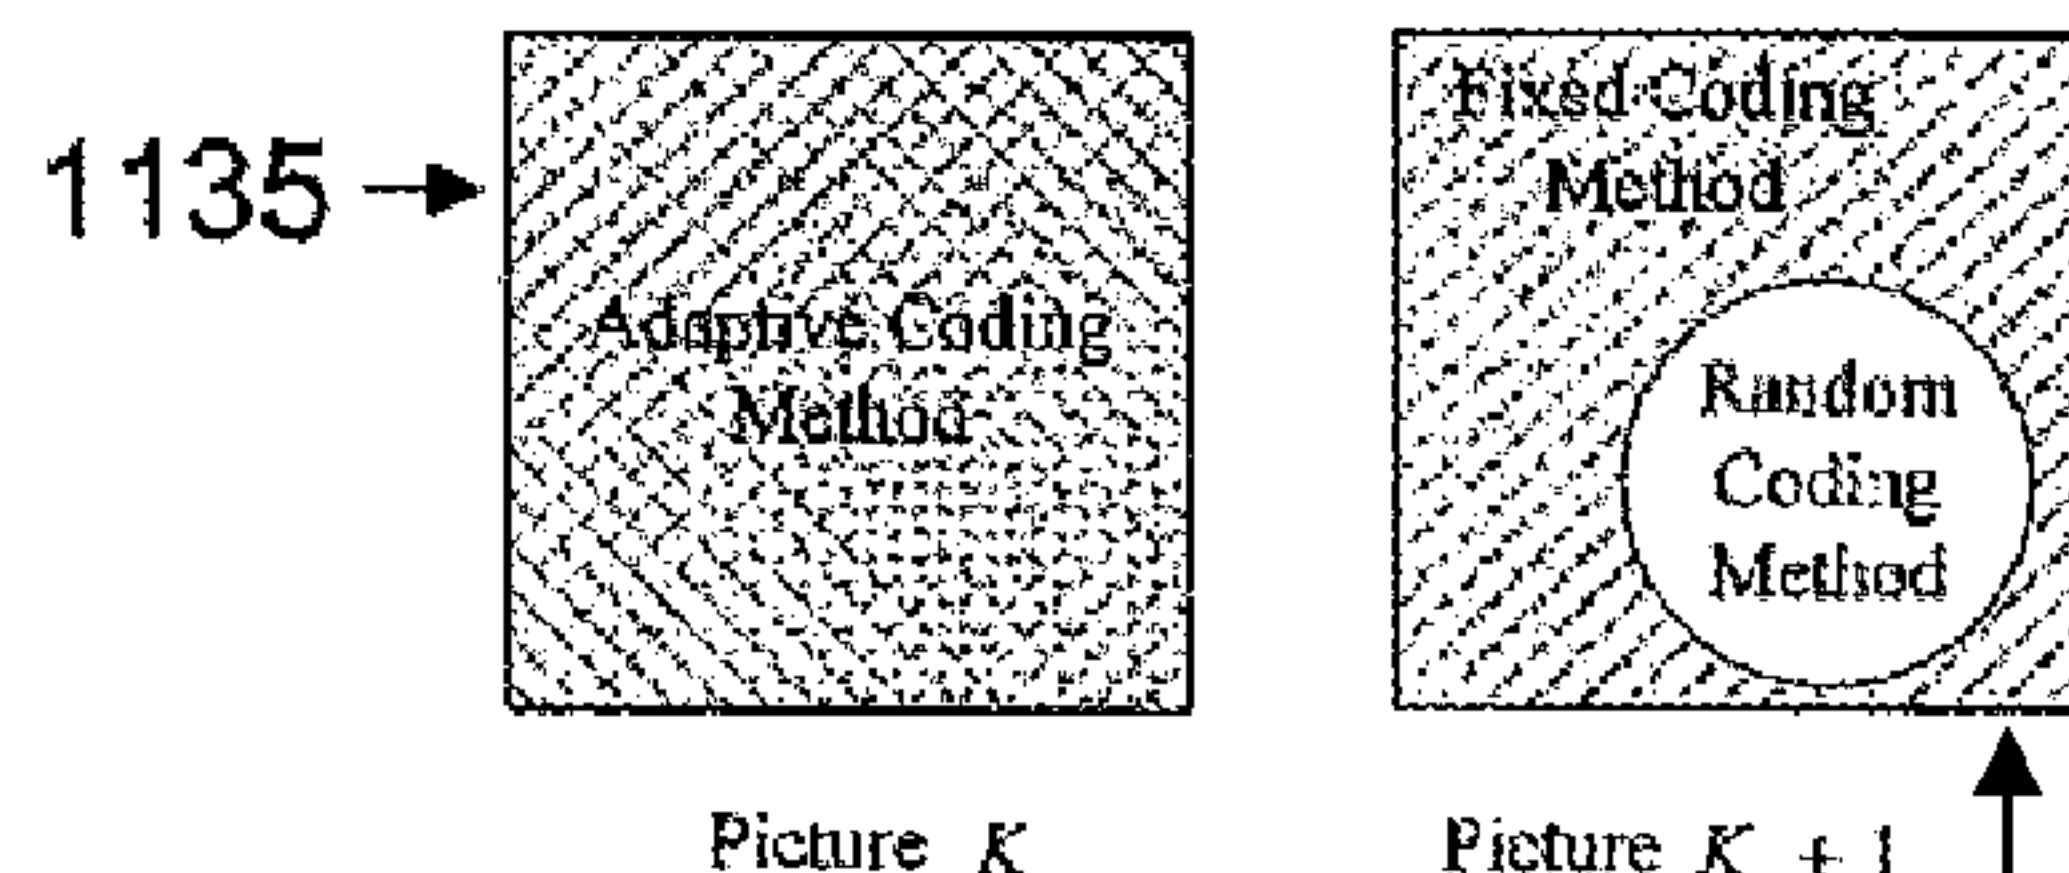 1135
Adaptive Coding
Method
Fixed Coding
Method
Random
Coding
Method
Picture K
Picture K + 1